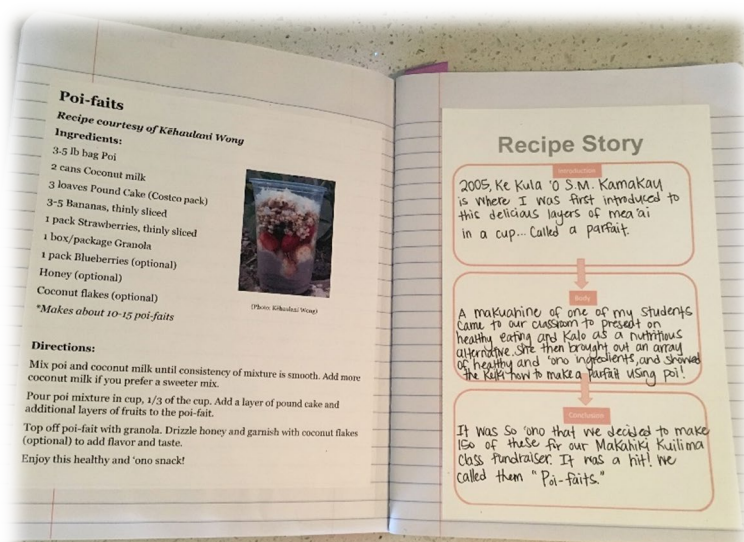 Poi-faits
Recipe courtesy of Kēhaulani Wong
Ingredients:
3-5 lb bag Poi
2 cans Coconut milk
3 loaves Pound Cake (Costco pack)
3-5 Bananas, thinly sliced
1 pack Strawberries, thinly sliced
1 box/package Granola
1 pack Blueberries (optional)
Honey (optional)
Coconut flakes (optional)
*Makes about 10-15 poi-faits
(Photo: Kēhaulani Wong)
Directions:
Mix poi and coconut milk until consistency of mixture is smooth. Add more
coconut milk if you prefer a sweeter mix.
Pour poi mixture in cup, 1/3 of the cup. Add a layer of pound cake and
additional layers of fruits to the poi-fait.
Top off poi-fait with granola. Drizzle honey and garnish with coconut flakes
(optional) to add flavor and taste.
Enjoy this healthy and ‘ono snack!
Recipe Story
Introduction
2005, Ke Kula ‘O S.M. Kamakau
is where I was first introduced to
this delicious layers of mea‘ai
in a cup... Called a parfait.
Body
A makuahine of one of my students
came to our classroom to present on
healthy eating and Kalo as a nutritious
alternative. She then brought out an array
of healthy and ‘ono ingredients, and showed
the Keiki how to make a parfait using poi!
Conclusion
It was so ‘ono that we decided to make
150 of these for our Makahiki Kuilima
Class fundraiser. It was a hit! We
called them "Poi-faits."